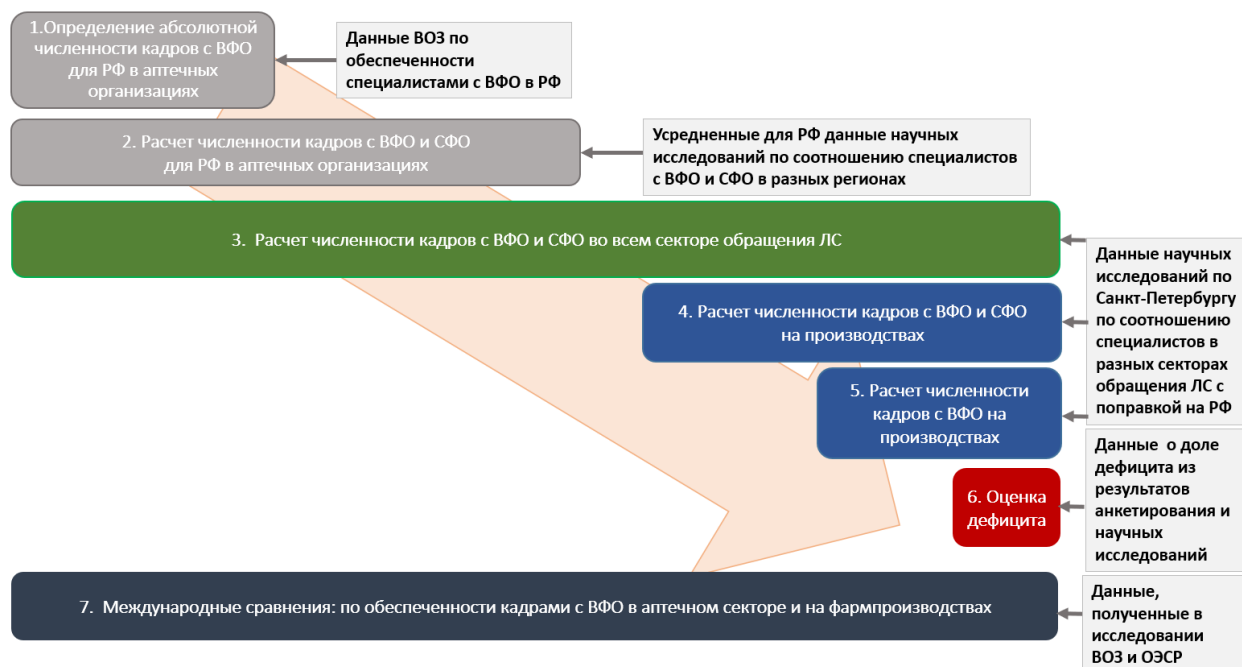 1.Определение абсолютной
численности кадров с ВФО
для РФ в аптечных
организациях
Данные ВОЗ по
обеспеченности
специалистами с ВФО в РФ
2. Расчет численности кадров с ВФО и СФО
для РФ в аптечных организациях
Усредненные для РФ данные научных
исследований по соотношению специалистов
с ВФО и СФО в разных регионах
3. Расчет численности кадров с ВФО и СФО во всем секторе обращения ЛС
Данные научных
исследований по
Санкт-Петербургу
по соотношению
специалистов в
разных секторах
обращения ЛС с
поправкой на РФ
4. Расчет численности кадров с ВФО и СФО
на производствах
5. Расчет численности
кадров с ВФО на
производствах
6. Оценка
дефицита
Данные о доле
дефицита из
результатов
анкетирования и
научных
исследований
7. Международные сравнения: по обеспеченности кадрами с ВФО в аптечном секторе и на фармпроизводствах
Данные,
полученные в
исследовании
ВОЗ и ОЭСР